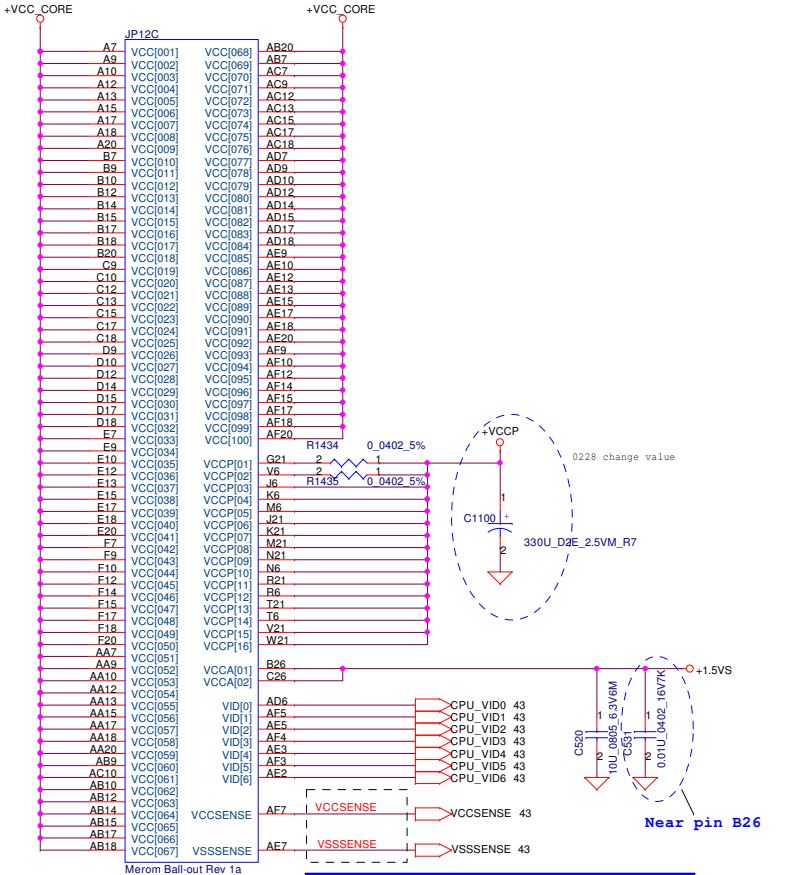 +VCC_CORE +VCC_CORE
JP12C
A7 VCC[001] VCC[068] AB20
A9 VCC[002] VCC[069] AB7
A10 VCC[003] VCC[070] AC7
A12 VCC[004] VCC[071] AC9
A13 VCC[005] VCC[072] AC12
A15 VCC[006] VCC[073] AC13
A17 VCC[007] VCC[074] AC15
A18 VCC[008] VCC[075] AC17
A20 VCC[009] VCC[076] AC18
B7 VCC[010] VCC[077] AD7
B9 VCC[011] VCC[078] AD9
B10 VCC[012] VCC[079] AD10
B12 VCC[013] VCC[080] AD12
B14 VCC[014] VCC[081] AD14
B15 VCC[015] VCC[082] AD15
B17 VCC[016] VCC[083] AD17
B18 VCC[017] VCC[084] AD18
B20 VCC[018] VCC[085] AE9
C9 VCC[019] VCC[086] AE10
C10 VCC[020] VCC[087] AE12
C12 VCC[021] VCC[088] AE13
C13 VCC[022] VCC[089] AE15
C15 VCC[023] VCC[090] AE17
C17 VCC[024] VCC[091] AE18
C18 VCC[025] VCC[092] AE20
D9 VCC[026] VCC[093] AF9
D10 VCC[027] VCC[094] AF10
D12 VCC[028] VCC[095] AF12
D14 VCC[029] VCC[096] AF14
D15 VCC[030] VCC[097] AF15
D17 VCC[031] VCC[098] AF17
D18 VCC[032] VCC[099] AF18
E7 VCC[033] VCC[100] AF20
E9 VCC[034]
E10 VCC[035] VCCP[01] G21
E12 VCC[036] VCCP[02] V6
E13 VCC[037] VCCP[03] J6
E15 VCC[038] VCCP[04] K6
E17 VCC[039] VCCP[05] M6
E18 VCC[040] VCCP[06] J21
E20 VCC[041] VCCP[07] K21
F7 VCC[042] VCCP[08] M21
F9 VCC[043] VCCP[09] N21
F10 VCC[044] VCCP[10] N6
F12 VCC[045] VCCP[11] R21
F14 VCC[046] VCCP[12] R6
F15 VCC[047] VCCP[13] T21
F17 VCC[048] VCCP[14] T6
F18 VCC[049] VCCP[15] V21
F20 VCC[050] VCCP[16] W21
AA7 VCC[051]
AA9 VCC[052] VCCA[01] B26
AA10 VCC[053] VCCA[02] C26
AA12 VCC[054]
AA13 VCC[055] VID[0] AD6 CPU_VID0 43
AA15 VCC[056] VID[1] AF5 CPU_VID1 43
AA17 VCC[057] VID[2] AE5 CPU_VID2 43
AA18 VCC[058] VID[3] AF4 CPU_VID3 43
AA20 VCC[059] VID[4] AE3 CPU_VID4 43
AB9 VCC[060] VID[5] AF3 CPU_VID5 43
AC10 VCC[061] VID[6] AE2 CPU_VID6 43
AB10 VCC[062]
AB12 VCC[063]
AB14 VCC[064] VCCSENSE AF7 VCCSENSE VCCSENSE 43
AB15 VCC[065]
AB17 VCC[066]
AB18 VCC[067] VSSSENSE AE7 VSSSENSE VSSSENSE 43
Merom Ball-out Rev 1a
R1434 0_0402_5%
2 1
2 1
R1435 0_0402_5%
+VCCP
0228 change value
1
C1100 +
2
330U_D2E_2.5VM_R7
+1.5VS
1
2
C520
10U_0805_6.3V6M
1
2
C531
0.01U_0402_16V7K
Near pin B26